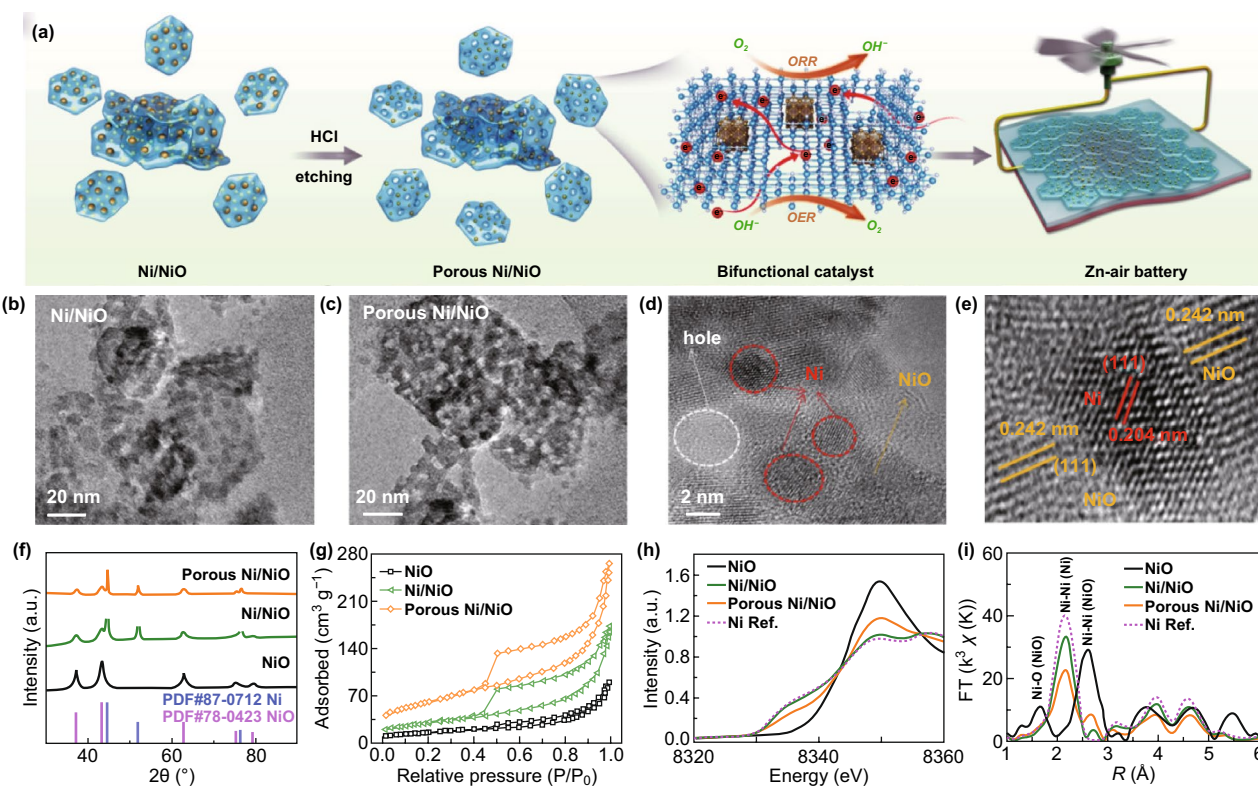 (a)
O₂
ORR
OH⁻
HCl
etching
e
OH⁻
OER
O₂
Ni/NiO
Porous Ni/NiO
Bifunctional catalyst
Zn-air battery
(b)
Ni/NiO
20 nm
(c)
Porous Ni/NiO
20 nm
(d)
hole
Ni
NiO
2 nm
(e)
0.242 nm
NiO
(111)
Ni
0.204 nm
0.242 nm
(111)
NiO
(f)
Porous Ni/NiO
Ni/NiO
NiO
PDF#87-0712 Ni
PDF#78-0423 NiO
Intensity (a.u.)
40 60 80
2θ (°)
(g)
280
210
140
70
0
NiO
Ni/NiO
Porous Ni/NiO
Adsorbed (cm³ g⁻¹)
0.0 0.2 0.4 0.6 0.8 1.0
Relative pressure (P/P₀)
(h)
1.6
1.2
0.8
0.4
0.0
NiO
Ni/NiO
Porous Ni/NiO
Ni Ref.
Intensity (a.u.)
8320 8340 8360
Energy (eV)
(i)
60
50
40
30
20
10
0
Ni-O (NiO)
Ni-Ni (Ni)
Ni-Ni (NiO)
NiO
Ni/NiO
Porous Ni/NiO
Ni Ref.
FT (k³ χ (K))
1 2 3 4 5 6
R (Å)